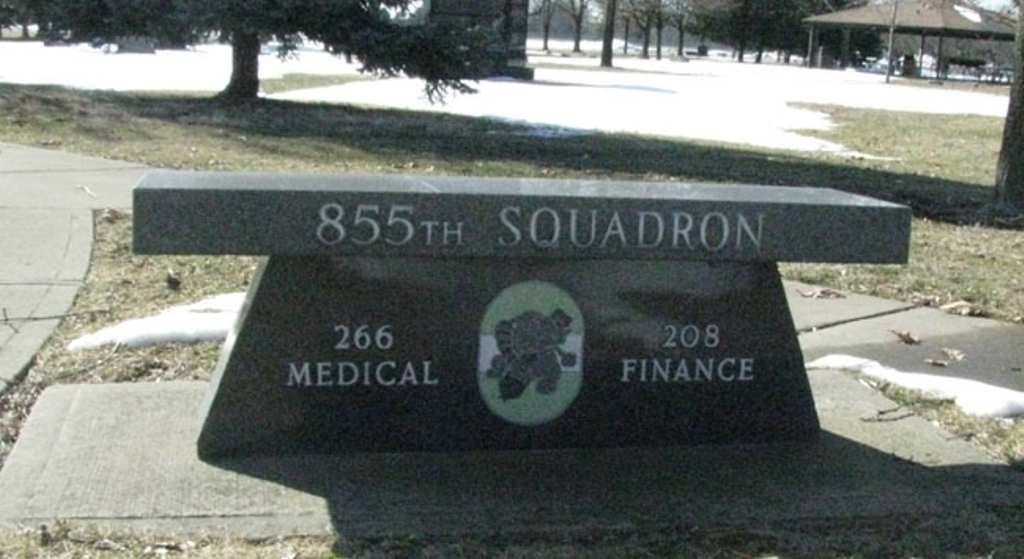 855TH SQUADRON
266
MEDICAL
208
FINANCE